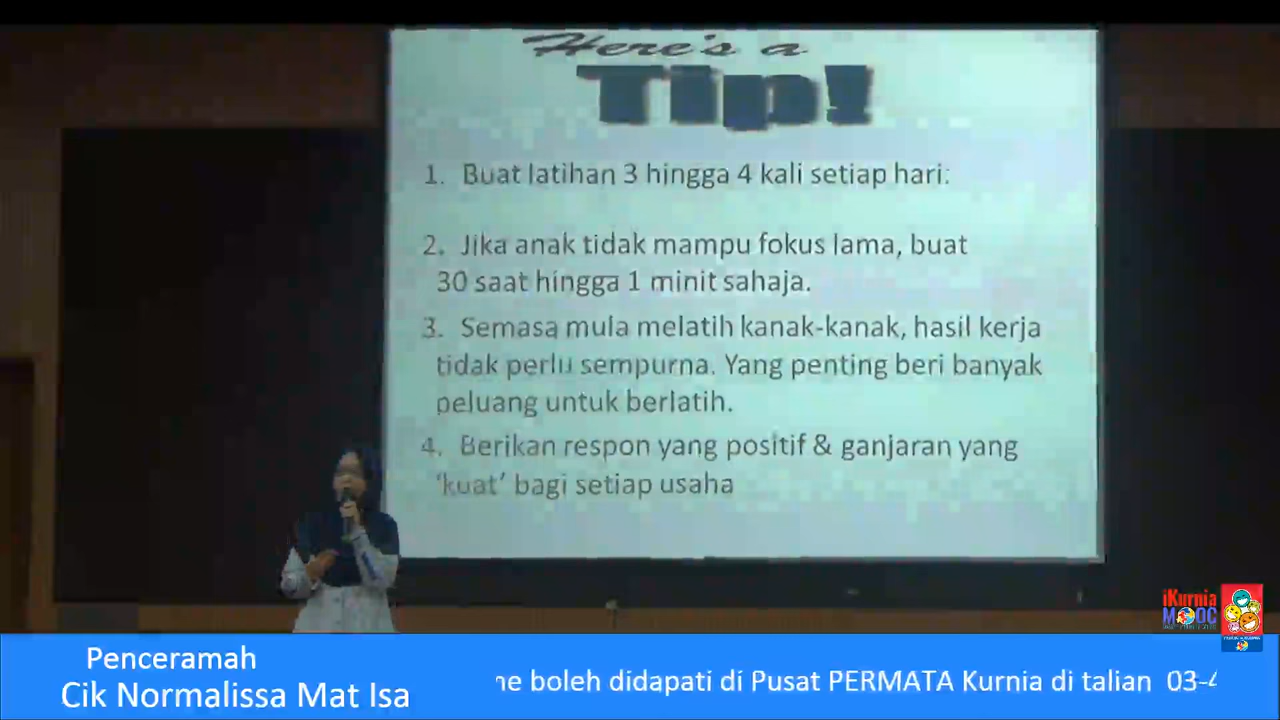 Here's a
Tip!
1. Buat latihan 3 hingga 4 kali setiap hari:
2. Jika anak tidak mampu fokus lama, buat
30 saat hingga 1 minit sahaja.
3. Semasa mula melatih kanak-kanak, hasil kerja
tidak perlu sempurna. Yang penting beri banyak
peluang untuk berlatih.
4. Berikan respon yang positif & ganjaran yang
‘kuat’ bagi setiap usaha
iKurnia
MOOC
Penceramah
Cik Normalissa Mat Isa
ne boleh didapati di Pusat PERMATA Kurnia di talian 03-4